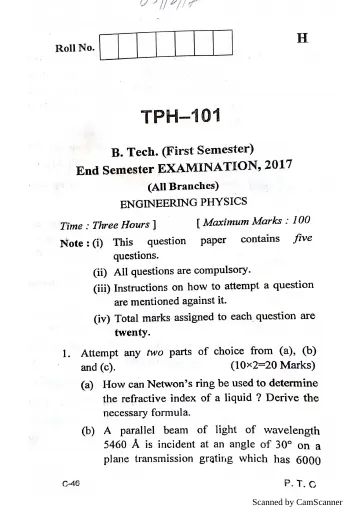 Roll No.
H
TPH–101
B. Tech. (First Semester)
End Semester EXAMINATION, 2017
(All Branches)
ENGINEERING PHYSICS
Time : Three Hours ] [ Maximum Marks : 100
Note : (i) This question paper contains five
questions.
(ii) All questions are compulsory.
(iii) Instructions on how to attempt a question
are mentioned against it.
(iv) Total marks assigned to each question are
twenty.
1. Attempt any two parts of choice from (a), (b)
and (c). (10×2=20 Marks)
(a) How can Netwon's ring be used to determine
the refractive index of a liquid ? Derive the
necessary formula.
(b) A parallel beam of light of wavelength
5460 Å is incident at an angle of 30° on a
plane transmission grating which has 6000
C-46 P. T. O
Scanned by CamScanner